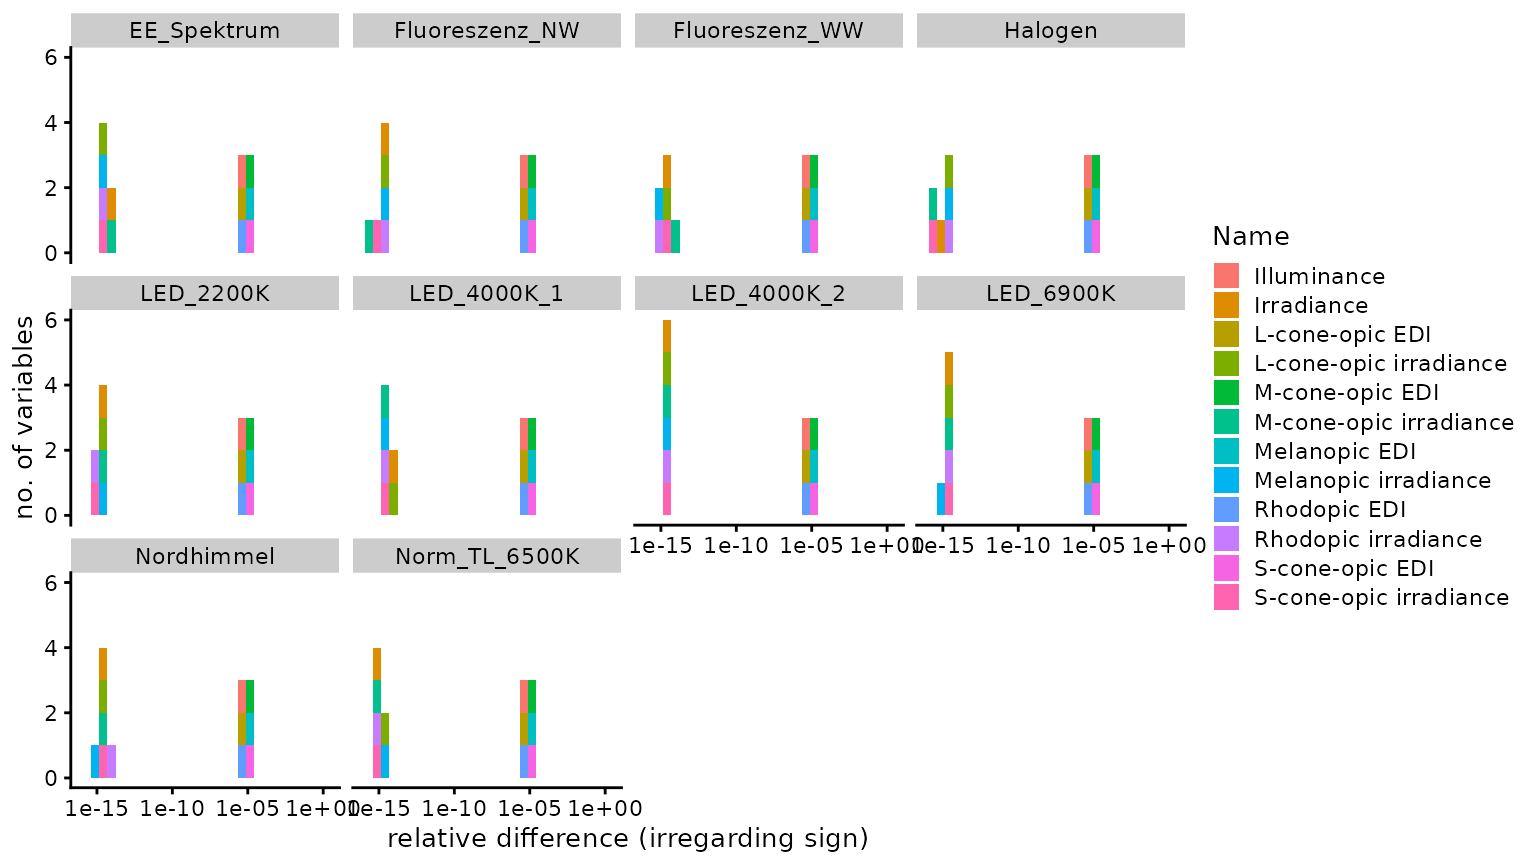 EE_Spektrum Fluoreszenz_NW Fluoreszenz_WW Halogen
6
4
2
0
LED_2200K LED_4000K_1 LED_4000K_2 LED_6900K
6
4
2
0
1e-15 1e-10 1e-05 1e+00 1e-15 1e-10 1e-05 1e+00
Nordhimmel Norm_TL_6500K
6
4
2
0
1e-15 1e-10 1e-05 1e+00 1e-15 1e-10 1e-05 1e+00
relative difference (irregarding sign)
no. of variables
Name
Illuminance
Irradiance
L-cone-opic EDI
L-cone-opic irradiance
M-cone-opic EDI
M-cone-opic irradiance
Melanopic EDI
Melanopic irradiance
Rhodopic EDI
Rhodopic irradiance
S-cone-opic EDI
S-cone-opic irradiance